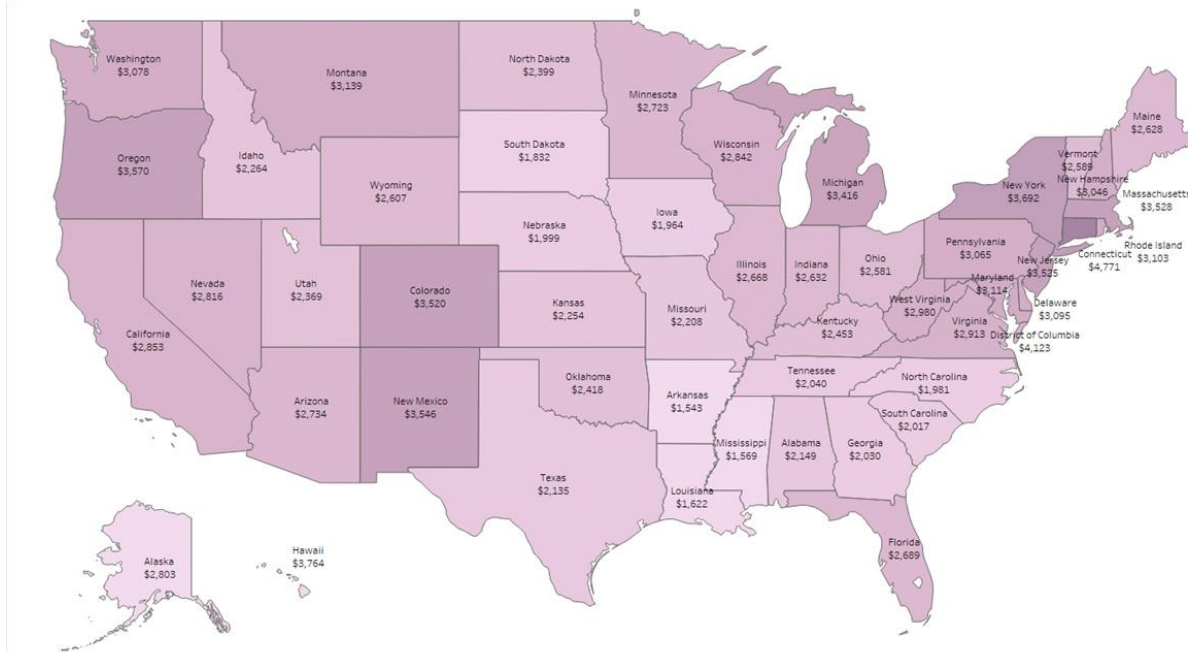 D
Washington
$3,078
Montana
$3,139
North Dakota
$2,399
Minnesota
$2,723
Maine
$2,628
Oregon
$3,570
Idaho
$2,264
South Dakota
$1,832
Wisconsin
$2,842
Vermont
$2,589
Wyoming
$2,607
Michigan
$3,416
New York
$3,692
New Hampshire
$3,046
Massachusetts
$3,528
Nebraska
$1,999
Iowa
$1,964
Pennsylvania
$3,065
Rhode Island
$3,103
Connecticut
$4,771
Nevada
$2,816
Utah
$2,369
Colorado
$3,520
Illinois
$2,668
Indiana
$2,632
Ohio
$2,581
New Jersey
$3,525
Maryland
$3,114
Kansas
$2,254
Missouri
$2,208
West Virginia
$2,980
Delaware
$3,095
California
$2,853
Kentucky
$2,453
Virginia
$2,913
District of Columbia
$4,123
Arizona
$2,734
New Mexico
$3,546
Oklahoma
$2,418
Arkansas
$1,543
Tennessee
$2,040
North Carolina
$1,981
South Carolina
$2,017
Mississippi
$1,569
Alabama
$2,149
Georgia
$2,030
Texas
$2,135
Louisiana
$1,622
Florida
$2,689
Alaska
$2,803
Hawaii
$3,764